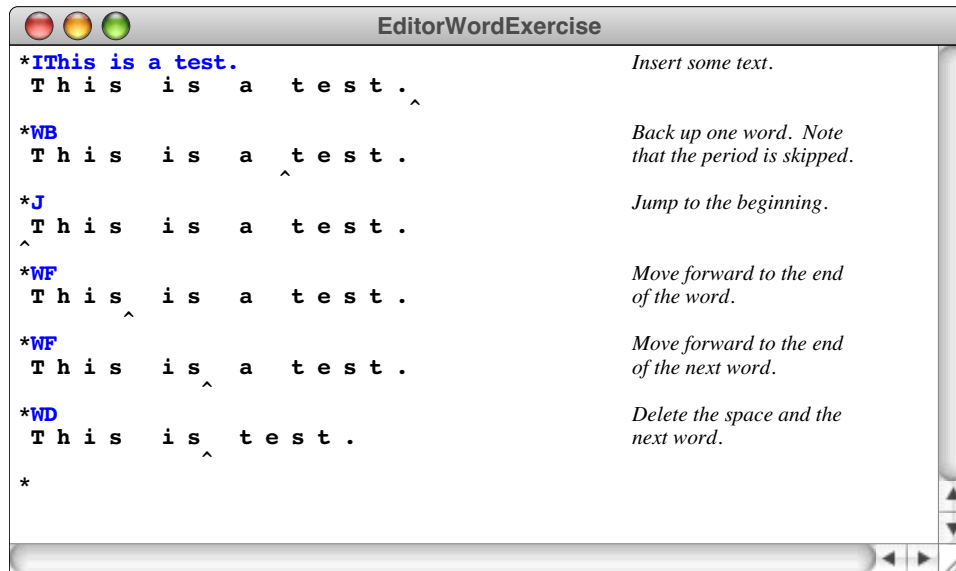 EditorWordExercise
*IThis is a test. Insert some text.
T h i s   i s   a   t e s t .
^
*WB Back up one word. Note
T h i s   i s   a   t e s t . that the period is skipped.
^
*J Jump to the beginning.
T h i s   i s   a   t e s t .
^
*WF Move forward to the end
T h i s   i s   a   t e s t . of the word.
^
*WF Move forward to the end
T h i s   i s   a   t e s t . of the next word.
^
*WD Delete the space and the
T h i s   i s   t e s t . next word.
^
*